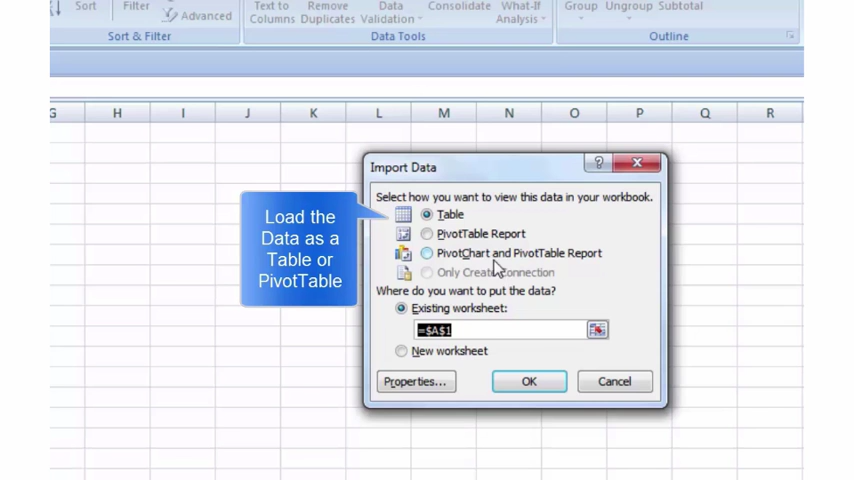 Sort Filter Advanced Text to Columns Remove Duplicates Data Validation Consolidate What-If Analysis Group Ungroup Subtotal
Sort & Filter Data Tools Outline
G H I J K L M N O P Q R
Import Data
Select how you want to view this data in your workbook.
Table
PivotTable Report
PivotChart and PivotTable Report
Only Create Connection
Where do you want to put the data?
Existing worksheet:
=$A$1
New worksheet
Properties... OK Cancel
Load the
Data as a
Table or
PivotTable